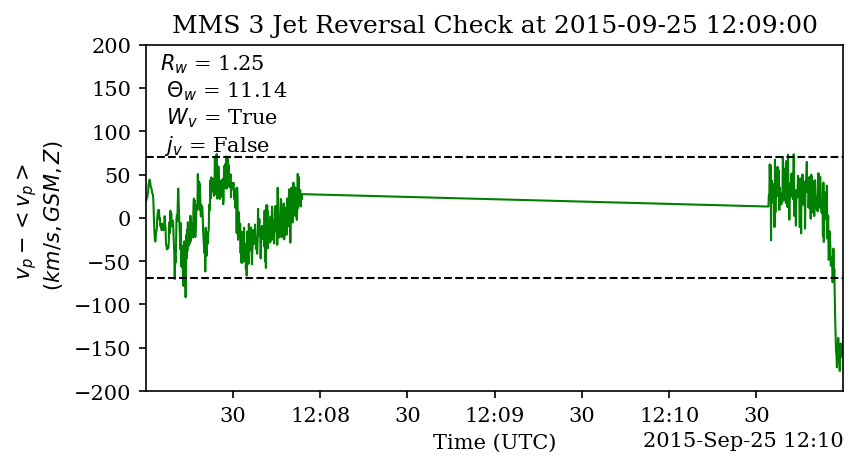 MMS 3 Jet Reversal Check at 2015-09-25 12:09:00
R_w = 1.25
Θ_w = 11.14
W_v = True
j_v = False
v_p − < v_p >
(km/s, GSM, Z)
200
150
100
50
0
−50
−100
−150
−200
30 12:08 30 12:09 30 12:10 30
Time (UTC)
2015-Sep-25 12:10